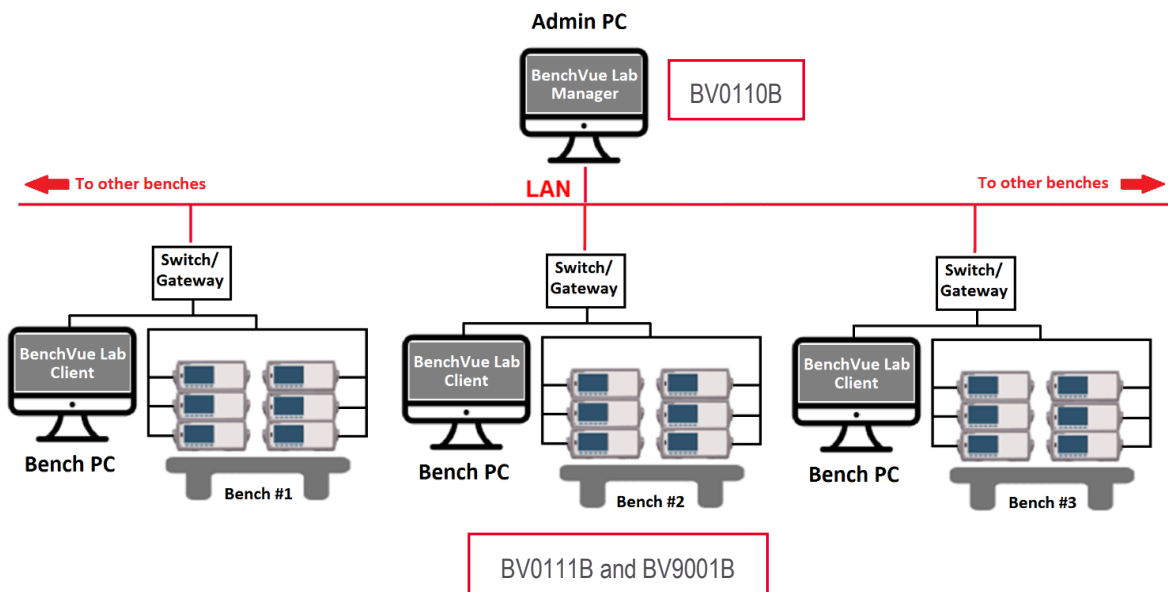 Admin PC
BenchVue Lab
Manager
BV0110B
To other benches
LAN
To other benches
Switch/
Gateway
Switch/
Gateway
Switch/
Gateway
BenchVue Lab
Client
BenchVue Lab
Client
BenchVue Lab
Client
Bench PC
Bench #1
Bench PC
Bench #2
Bench PC
Bench #3
BV0111B and BV9001B